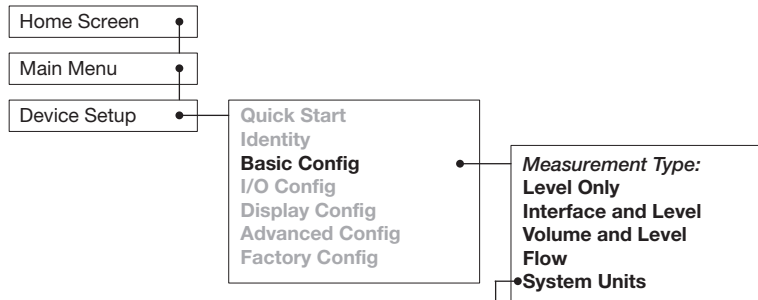 Home Screen
Main Menu
Device Setup
Quick Start
Identity
Basic Config
I/O Config
Display Config
Advanced Config
Factory Config
Measurement Type:
Level Only
Interface and Level
Volume and Level
Flow
System Units